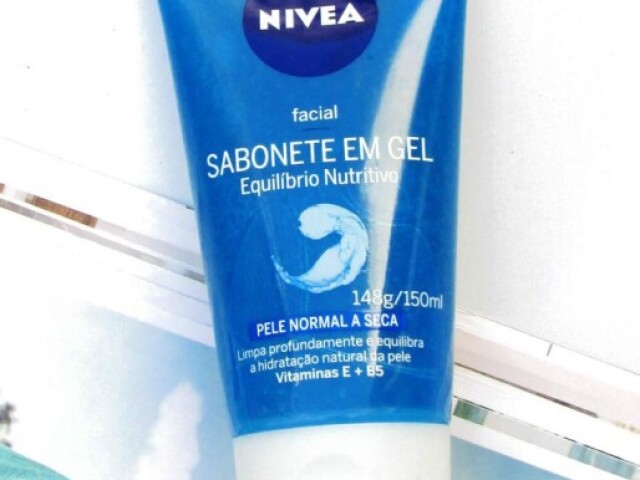 NIVEA
facial
SABONETE EM GEL
Equilíbrio Nutritivo
148g/150ml
PELE NORMAL A SECA
Limpa profundamente e equilibra
a hidratação natural da pele
Vitaminas E + B5